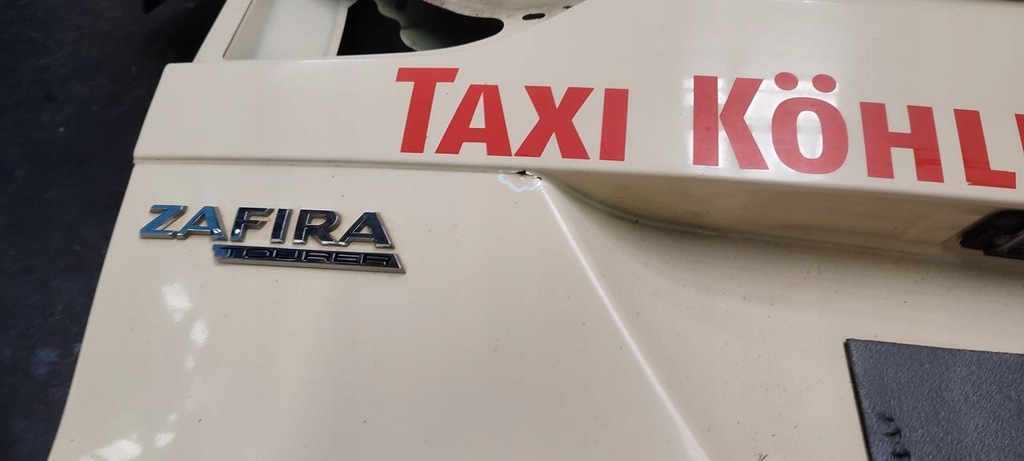 TAXI KÖHL
ZAFIRA
TOURER